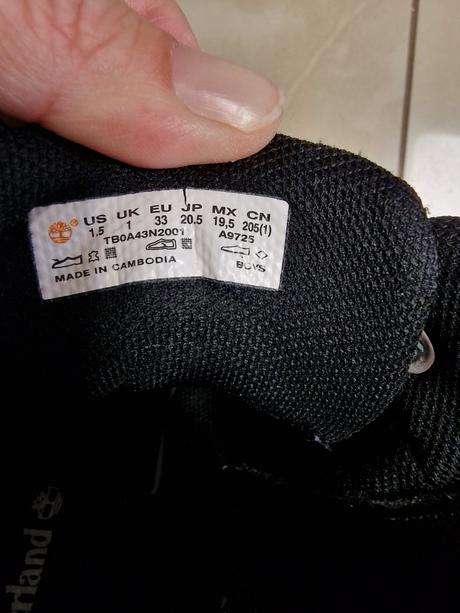 US UK EU JP MX CN
1.5 1 33 20.5 19,5 205(1)
TB0A43N2001 A9725
MADE IN CAMBODIA BOYS
erland